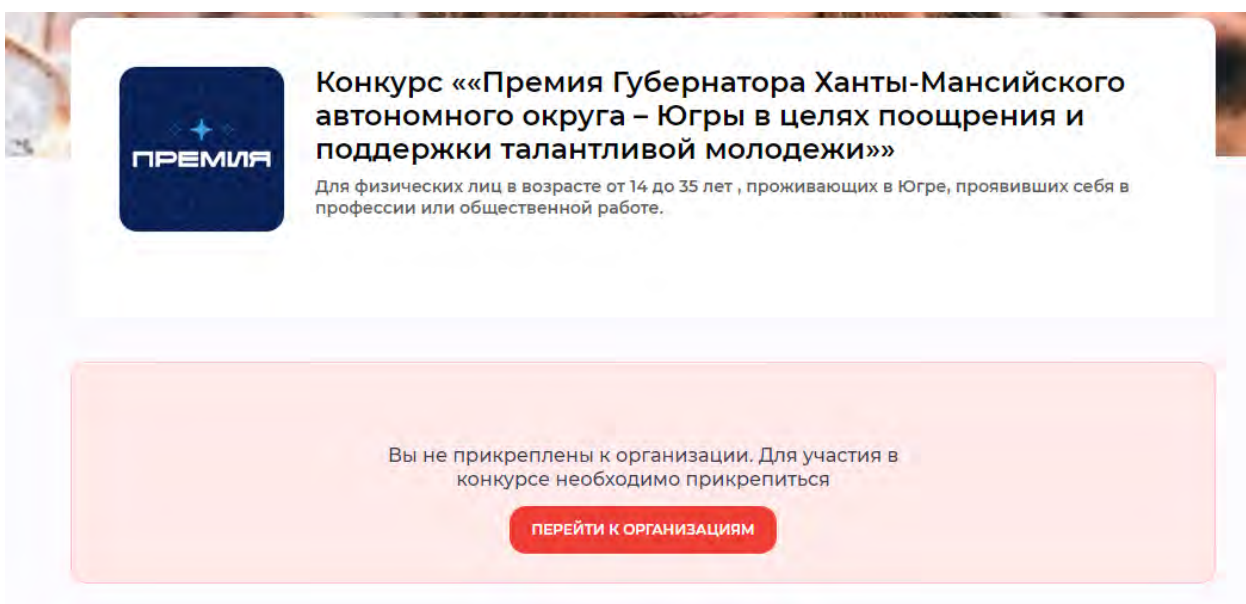 ПРЕМИЯ
Конкурс ««Премия Губернатора Ханты-Мансийского
автономного округа – Югры в целях поощрения и
поддержки талантливой молодежи»»
Для физических лиц в возрасте от 14 до 35 лет , проживающих в Югре, проявивших себя в
профессии или общественной работе.
Вы не прикреплены к организации. Для участия в
конкурсе необходимо прикрепиться
ПЕРЕЙТИ К ОРГАНИЗАЦИЯМ